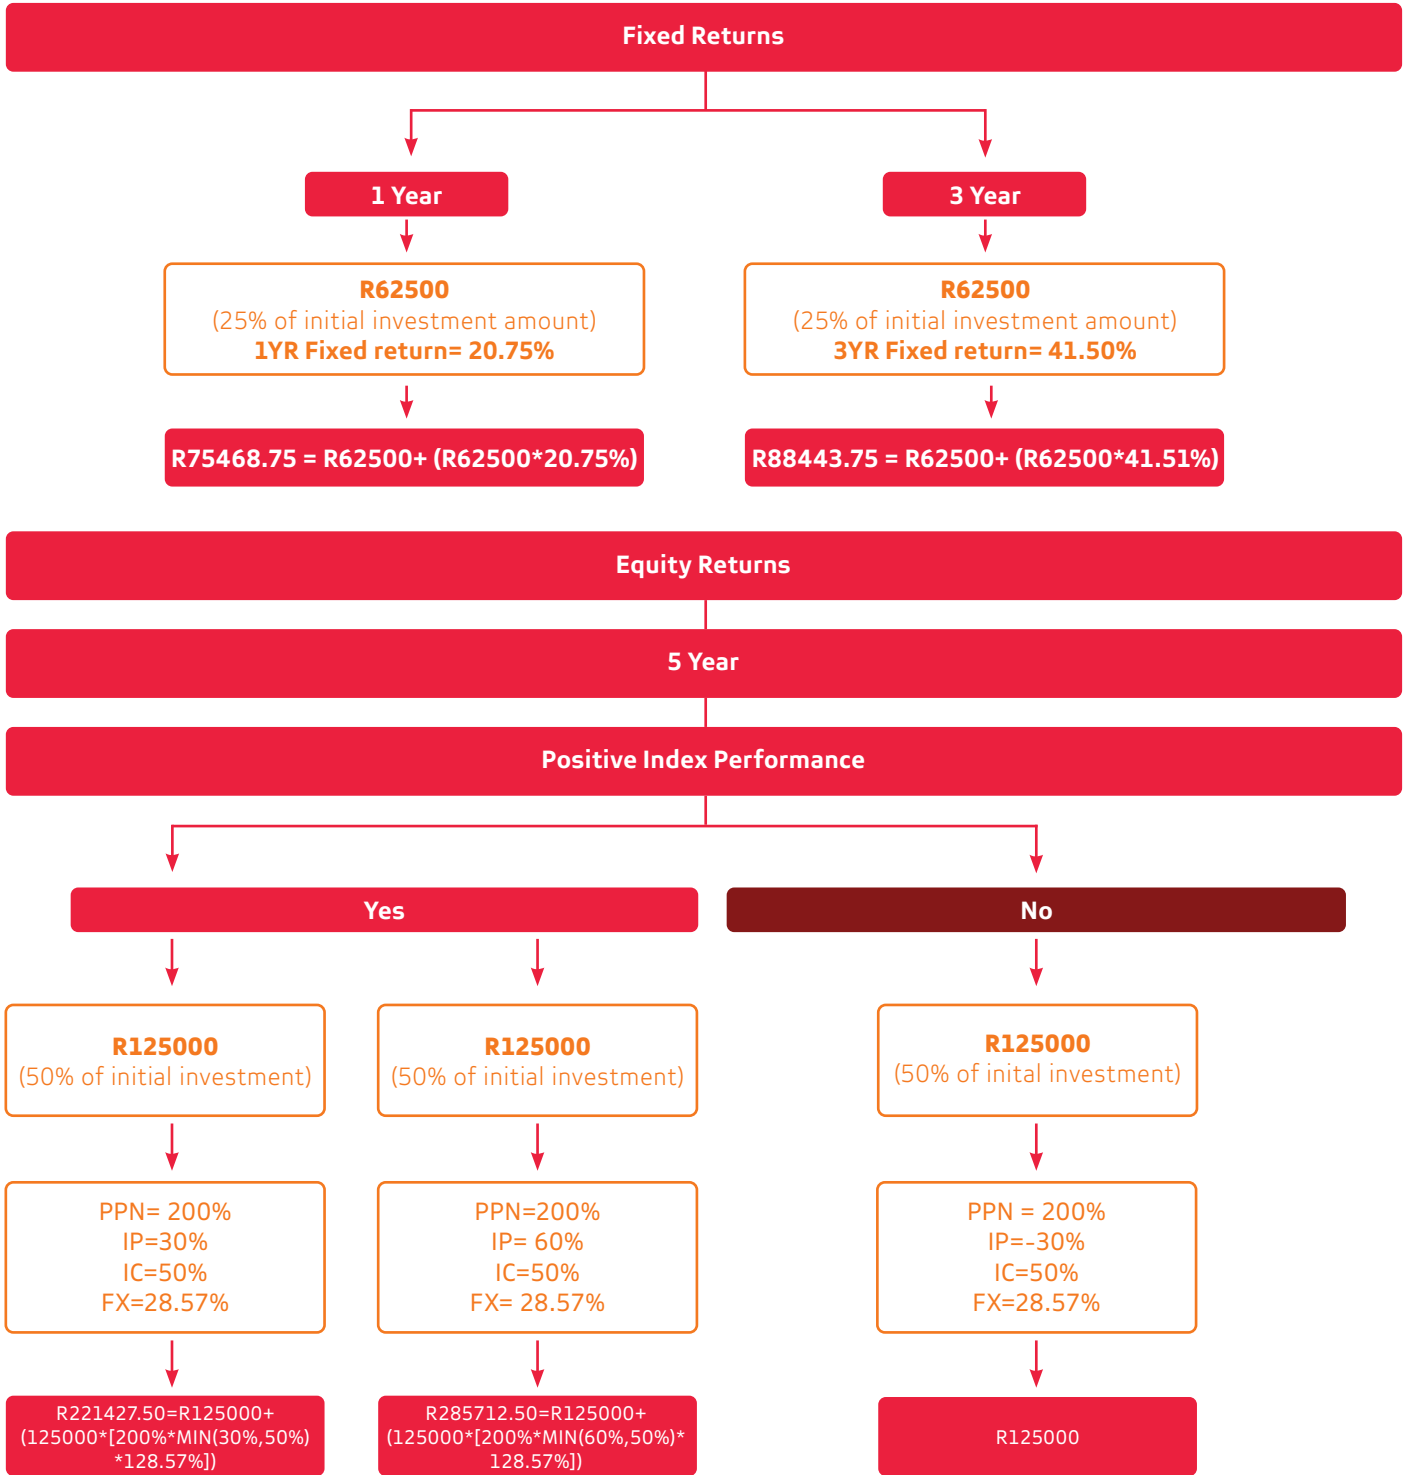 Fixed Returns
1 Year
3 Year
R62500
(25% of initial investment amount)
1YR Fixed return= 20.75%
R62500
(25% of initial investment amount)
3YR Fixed return= 41.50%
R75468.75 = R62500+ (R62500*20.75%)
R88443.75 = R62500+ (R62500*41.51%)
Equity Returns
5 Year
Positive Index Performance
Yes
No
R125000
(50% of initial investment)
R125000
(50% of initial investment)
R125000
(50% of inital investment)
PPN= 200%
IP=30%
IC=50%
FX=28.57%
PPN=200%
IP= 60%
IC=50%
FX= 28.57%
PPN = 200%
IP=-30%
IC=50%
FX=28.57%
R221427.50=R125000+
(125000*[200%*MIN(30%,50%)
*128.57%])
R285712.50=R125000+
(125000*[200%*MIN(60%,50%)*
128.57%])
R125000